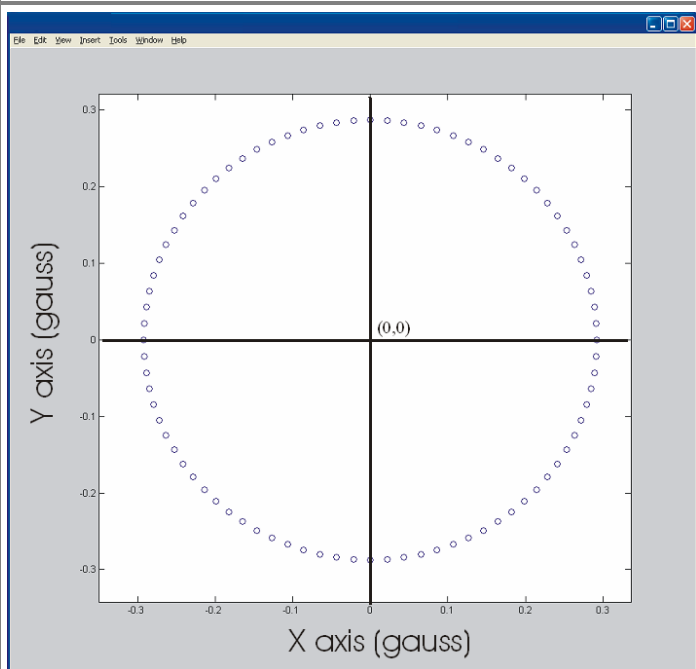 File Edit View Insert Tools Window Help
0.3
0.2
0.1
0
-0.1
-0.2
-0.3
Y axis (gauss)
(0,0)
-0.3 -0.2 -0.1 0 0.1 0.2 0.3
X axis (gauss)